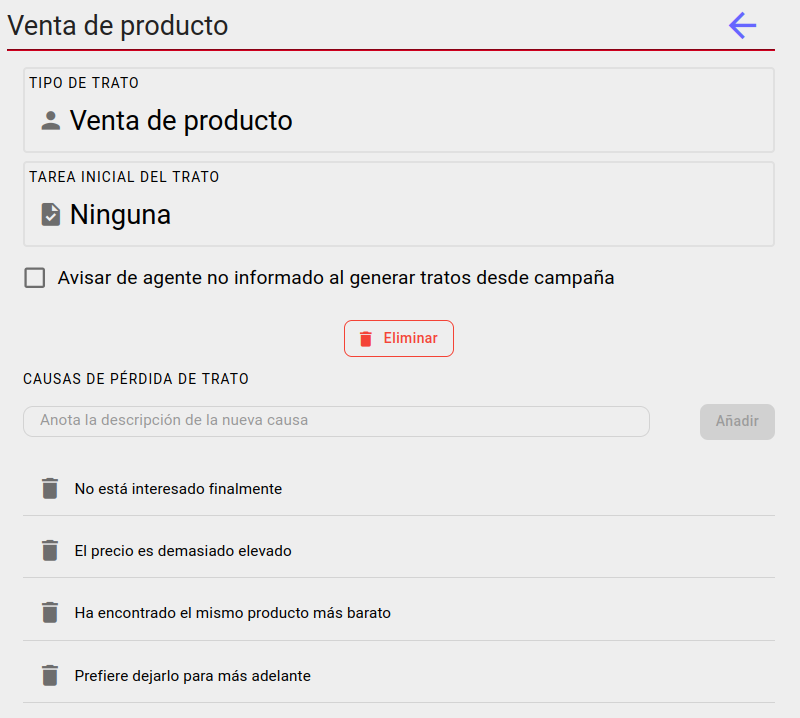 Venta de producto
TIPO DE TRATO
Venta de producto
TAREA INICIAL DEL TRATO
Ninguna
Avisar de agente no informado al generar tratos desde campaña
Eliminar
CAUSAS DE PÉRDIDA DE TRATO
Anota la descripción de la nueva causa
Añadir
No está interesado finalmente
El precio es demasiado elevado
Ha encontrado el mismo producto más barato
Prefiere dejarlo para más adelante